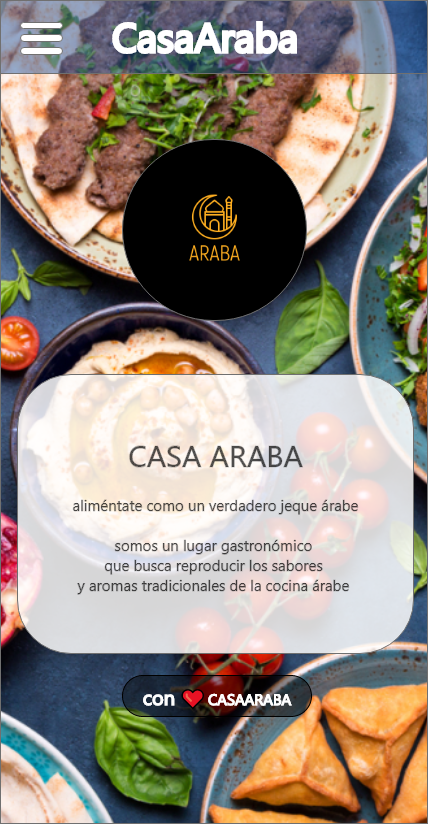 CasaAraba
ARABA
CASA ARABA
aliméntate como un verdadero jeque árabe
somos un lugar gastronómico
que busca reproducir los sabores
y aromas tradicionales de la cocina árabe
con ❤ CASAARABA